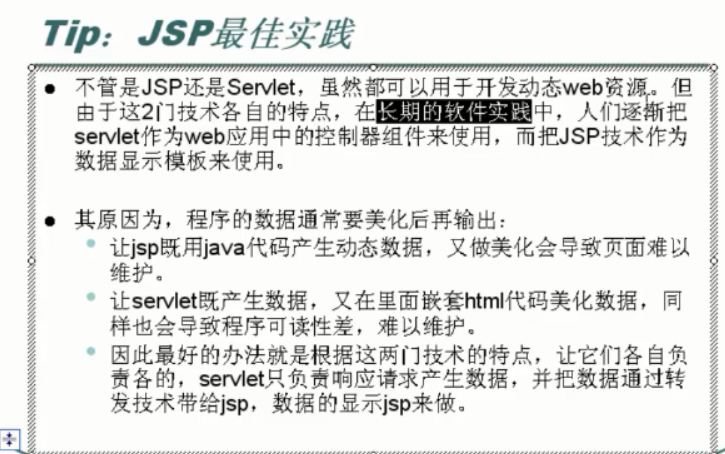 Tip：JSP最佳实践
不管是JSP还是Servlet，虽然都可以用于开发动态web资源。但
由于这2门技术各自的特点，在长期的软件实践中，人们逐渐把
servlet作为web应用中的控制器组件来使用，而把JSP技术作为
数据显示模板来使用。
其原因为，程序的数据通常要美化后再输出：
让jsp既用java代码产生动态数据，又做美化会导致页面难以
维护。
让servlet既产生数据，又在里面嵌套html代码美化数据，同
样也会导致程序可读性差，难以维护。
因此最好的办法就是根据这两门技术的特点，让它们各自负
责各的，servlet只负责响应请求产生数据，并把数据通过转
发技术带给jsp，数据的显示jsp来做。